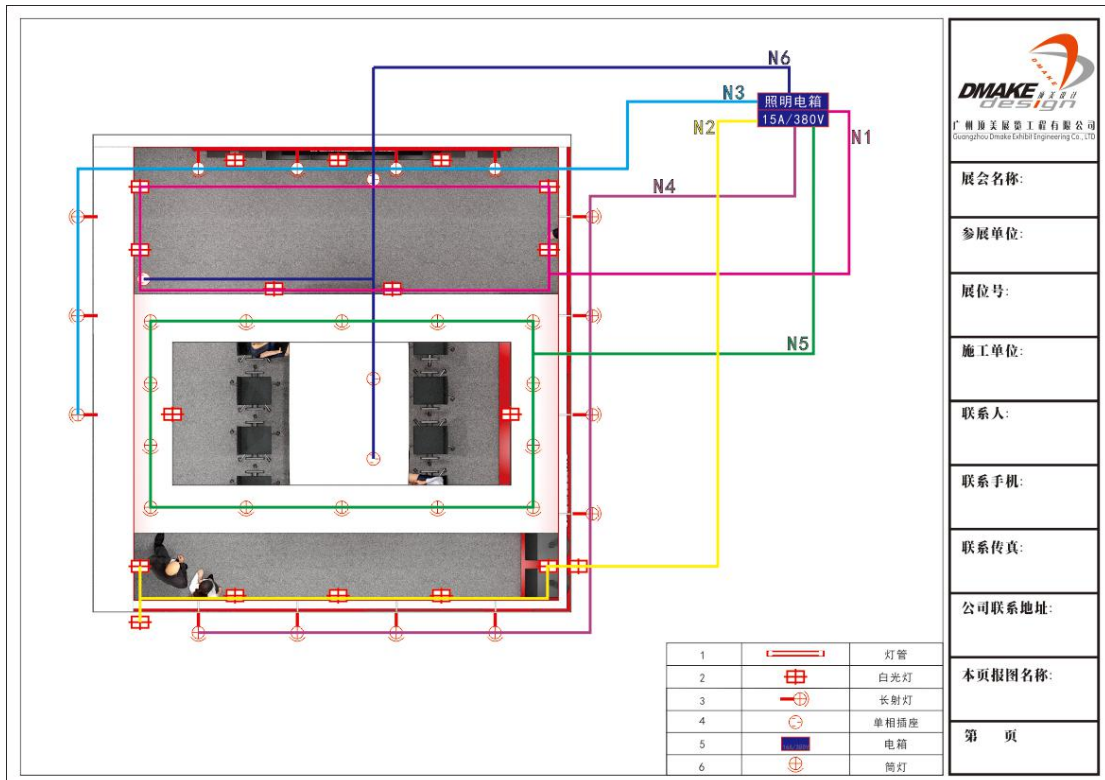 N6
N3
照明电箱
15A/380V
N2
N1
N4
N5
DMAKE
顶美设计
design
广州顶美展览工程有限公司
Guangzhou Dmake Exhibit Engineering Co., LTD
展会名称:
参展单位:
展位号:
施工单位:
联系人:
联系手机:
联系传真:
公司联系地址:
本页报图名称:
第 页
1 灯管
2 白光灯
3 长射灯
4 单相插座
5 电箱
6 筒灯